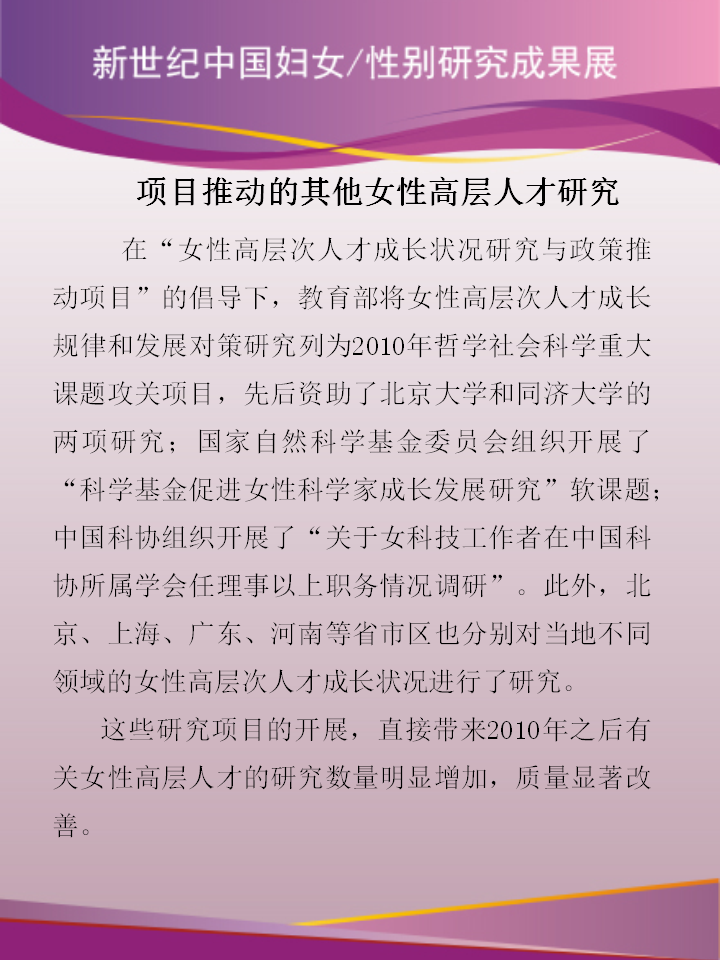 新世纪中国妇女/性别研究成果展
项目推动的其他女性高层人才研究
在“女性高层次人才成长状况研究与政策推
动项目”的倡导下，教育部将女性高层次人才成长
规律和发展对策研究列为2010年哲学社会科学重大
课题攻关项目，先后资助了北京大学和同济大学的
两项研究；国家自然科学基金委员会组织开展了
“科学基金促进女性科学家成长发展研究”软课题；
中国科协组织开展了“关于女科技工作者在中国科
协所属学会任理事以上职务情况调研”。此外，北
京、上海、广东、河南等省市区也分别对当地不同
领域的女性高层次人才成长状况进行了研究。
这些研究项目的开展，直接带来2010年之后有
关女性高层人才的研究数量明显增加，质量显著改
善。